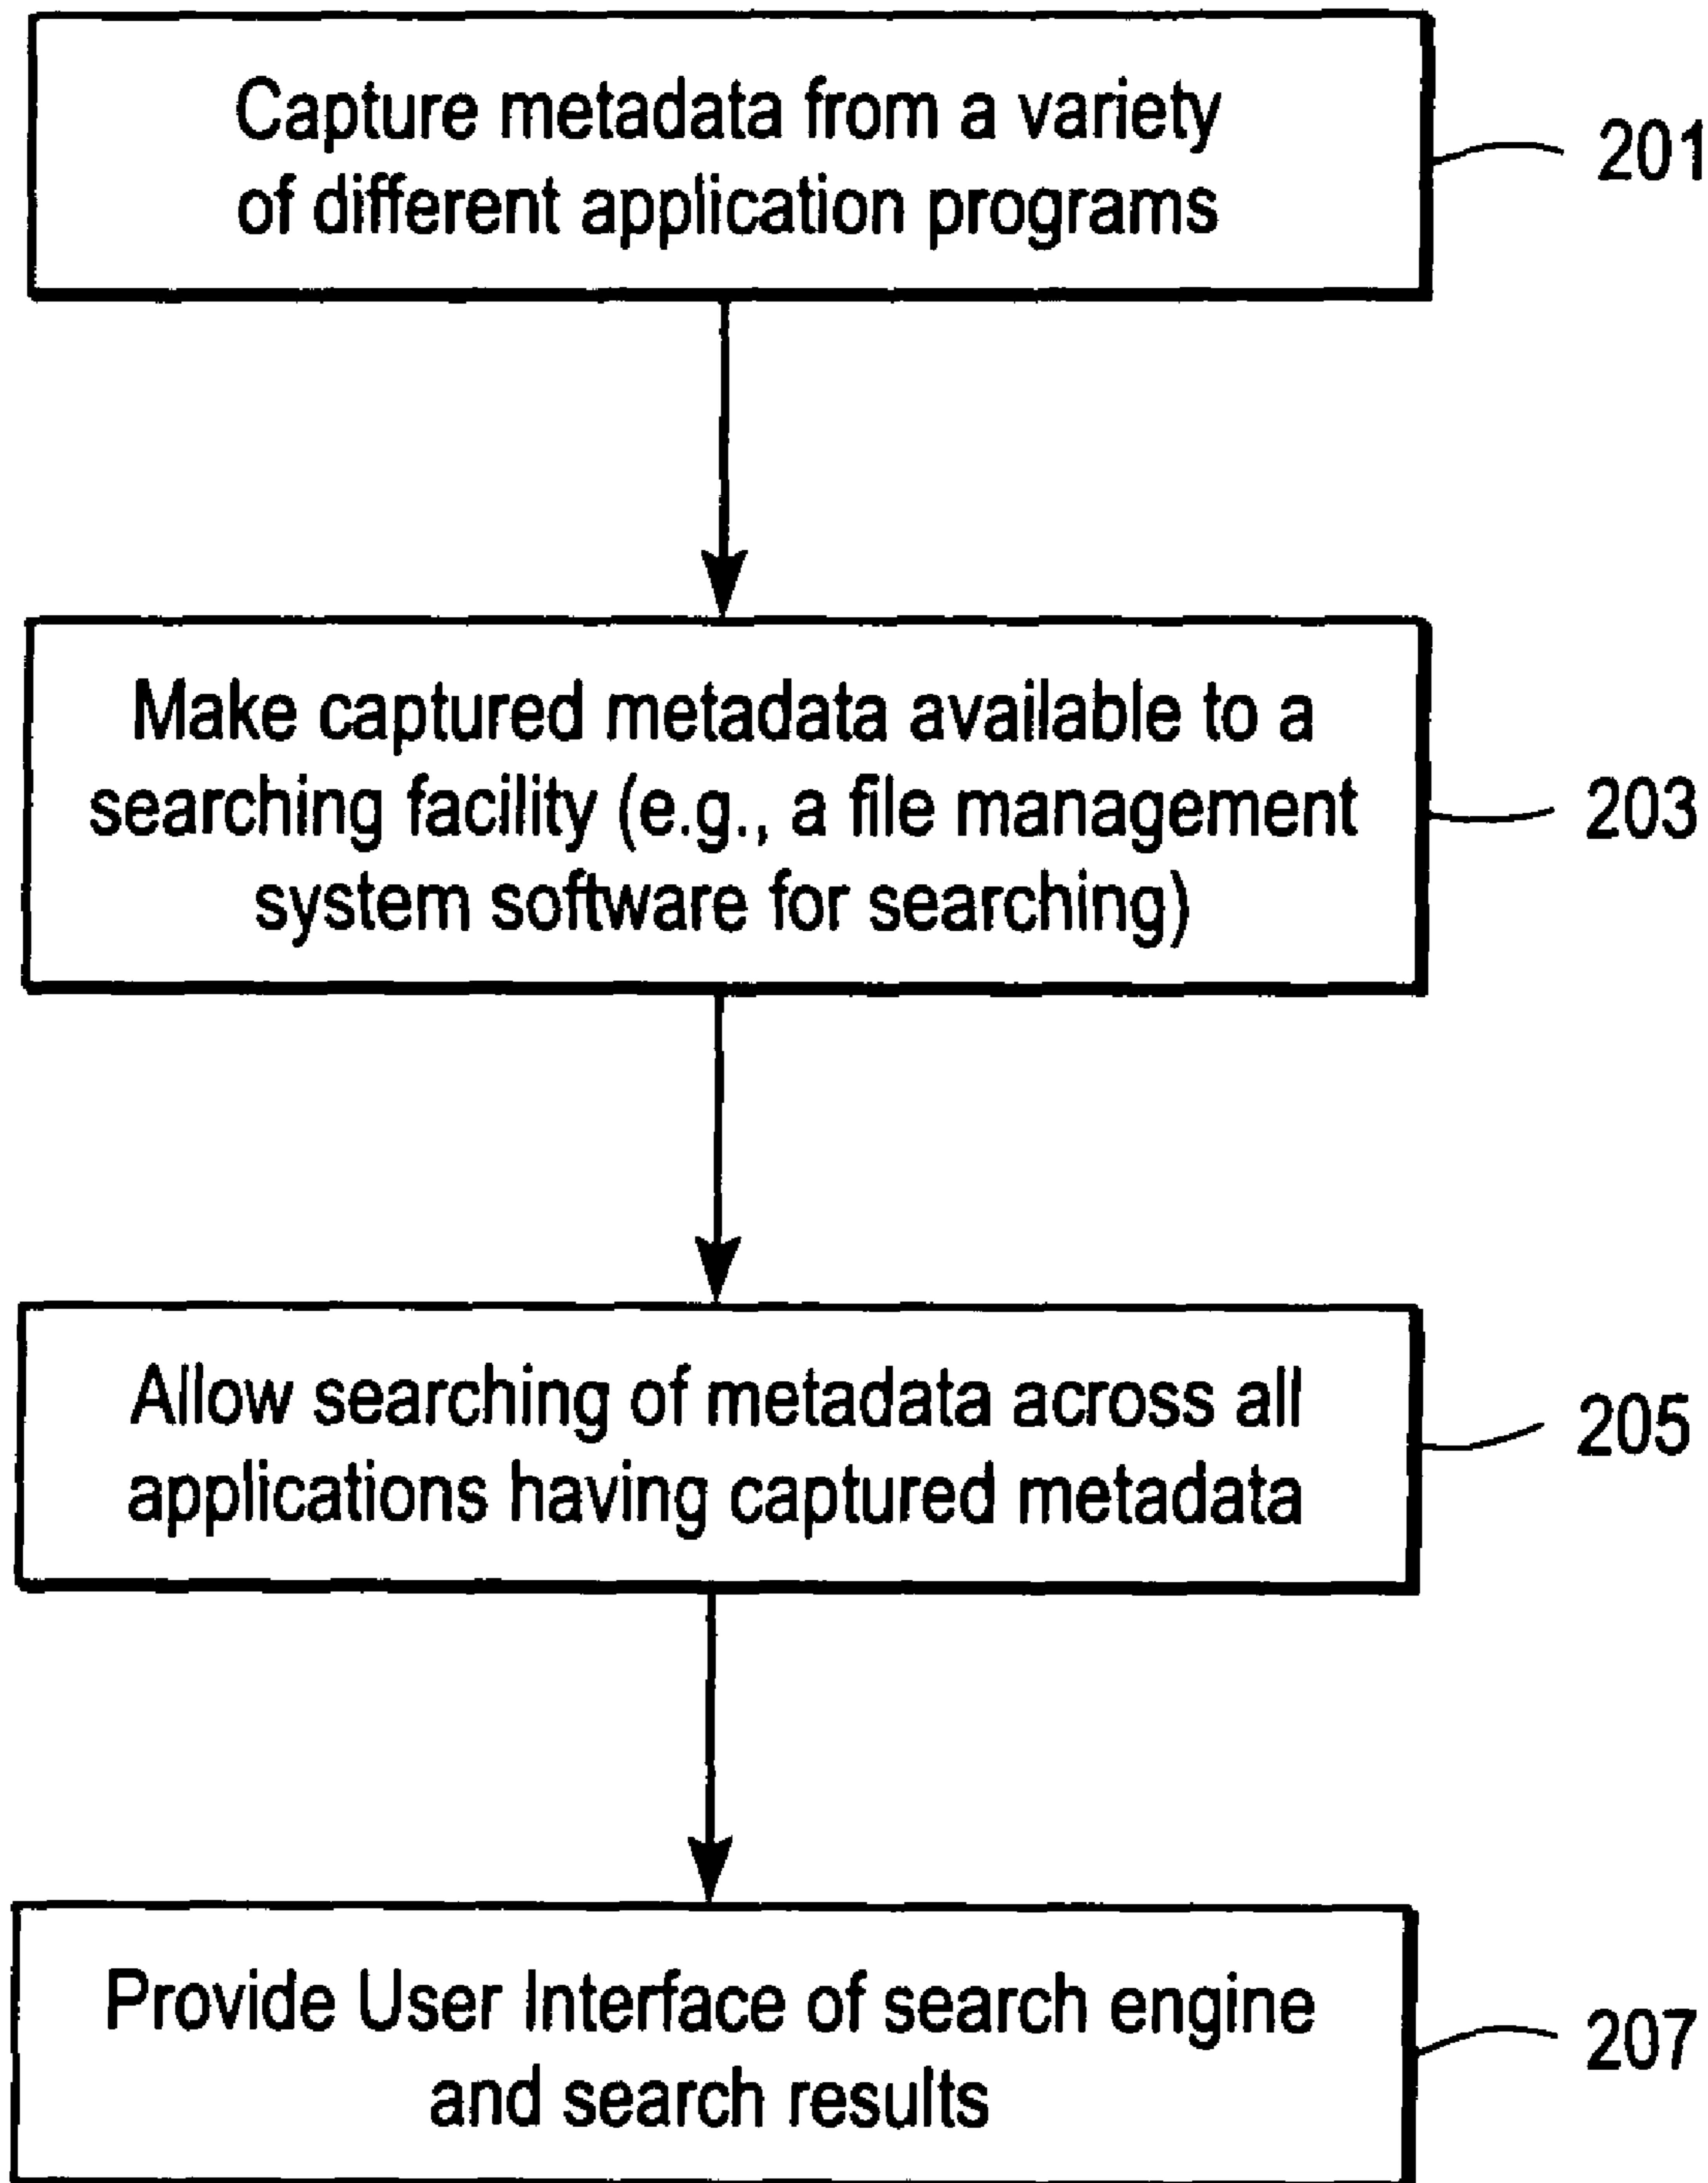 Capture metadata from a variety
of different application programs
201
Make captured metadata available to a
searching facility (e.g., a file management
system software for searching)
203
Allow searching of metadata across all
applications having captured metadata
205
Provide User Interface of search engine
and search results
207